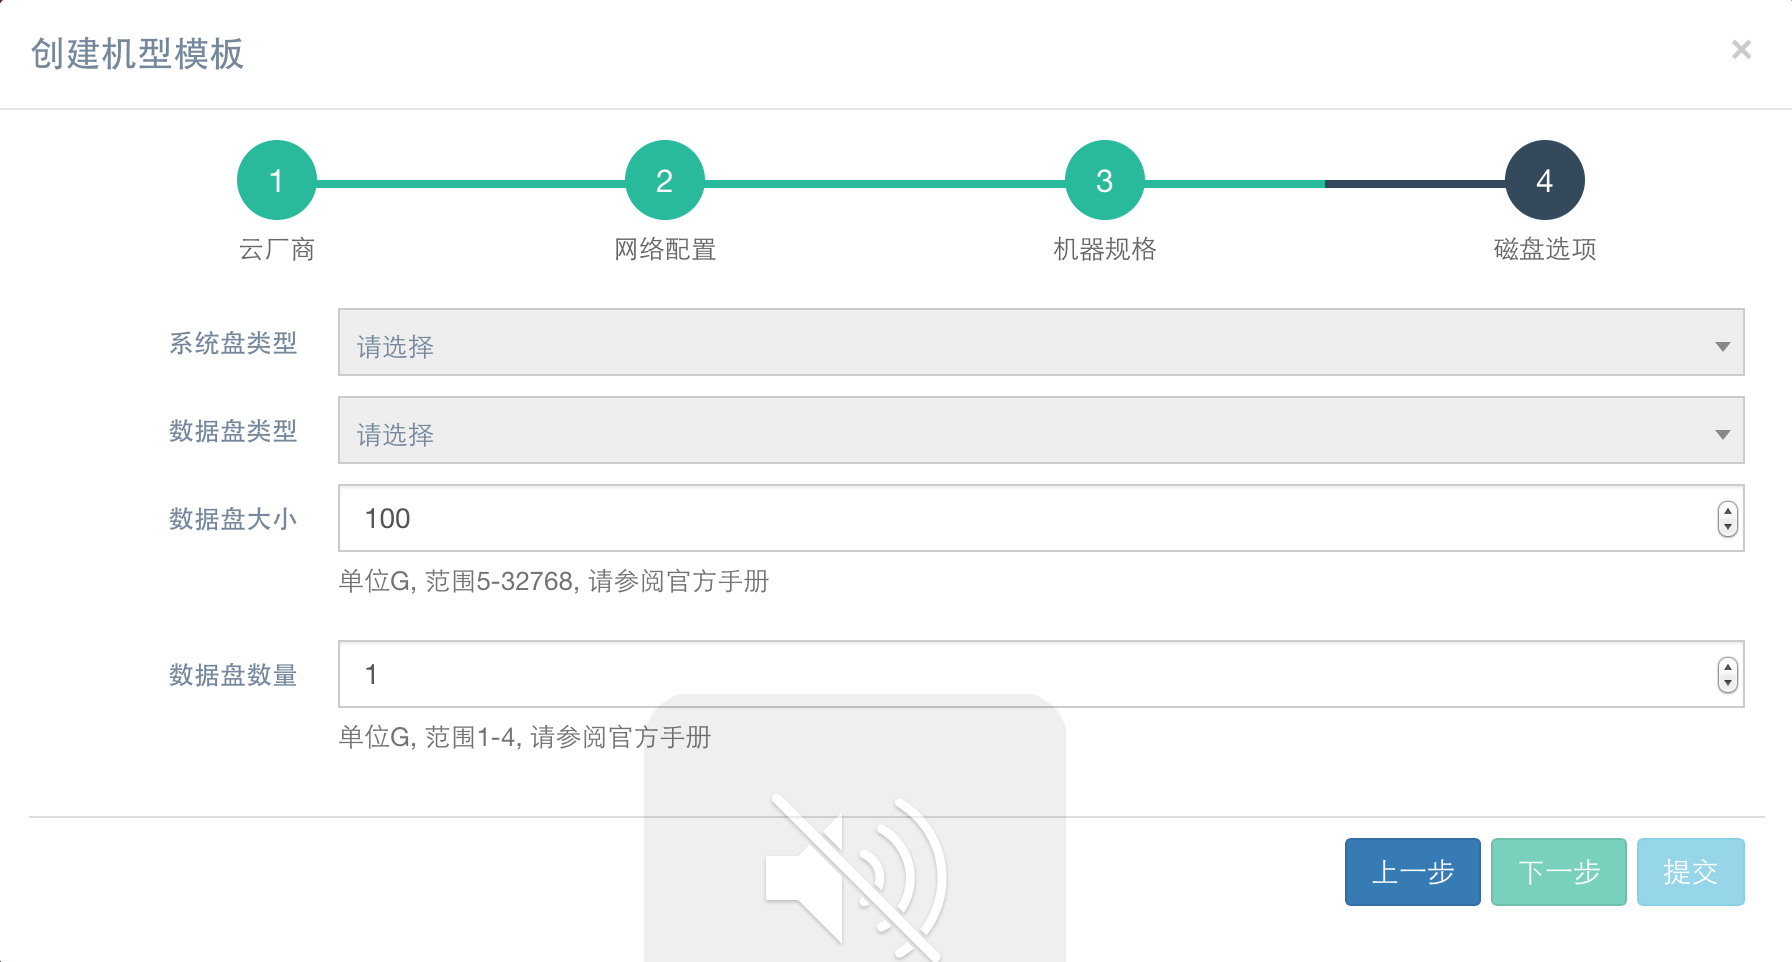 创建机型模板
×
1
2
3
4
云厂商
网络配置
机器规格
磁盘选项
系统盘类型
请选择
数据盘类型
请选择
数据盘大小
100
单位G, 范围5-32768, 请参阅官方手册
数据盘数量
1
单位G, 范围1-4, 请参阅官方手册
上一步
下一步
提交